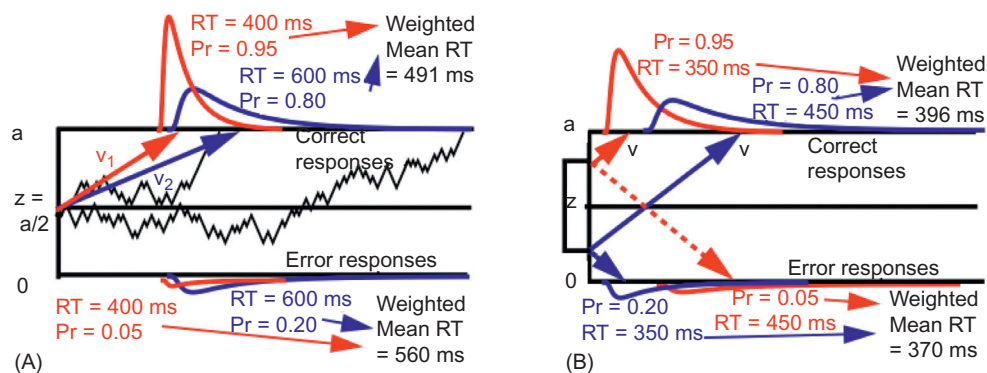 (A)
RT = 400 ms
Pr = 0.95
Weighted
Mean RT
= 491 ms
RT = 600 ms
Pr = 0.80
a
Correct
responses
v1
v2
z =
a/2
Error responses
0
RT = 400 ms
Pr = 0.05
RT = 600 ms
Pr = 0.20
Weighted
Mean RT
= 560 ms
(B)
Pr = 0.95
RT = 350 ms
Weighted
Mean RT
= 396 ms
Pr = 0.80
RT = 450 ms
a
v
v
Correct
responses
z
Error responses
0
Pr = 0.20
RT = 350 ms
Pr = 0.05
RT = 450 ms
Weighted
Mean RT
= 370 ms